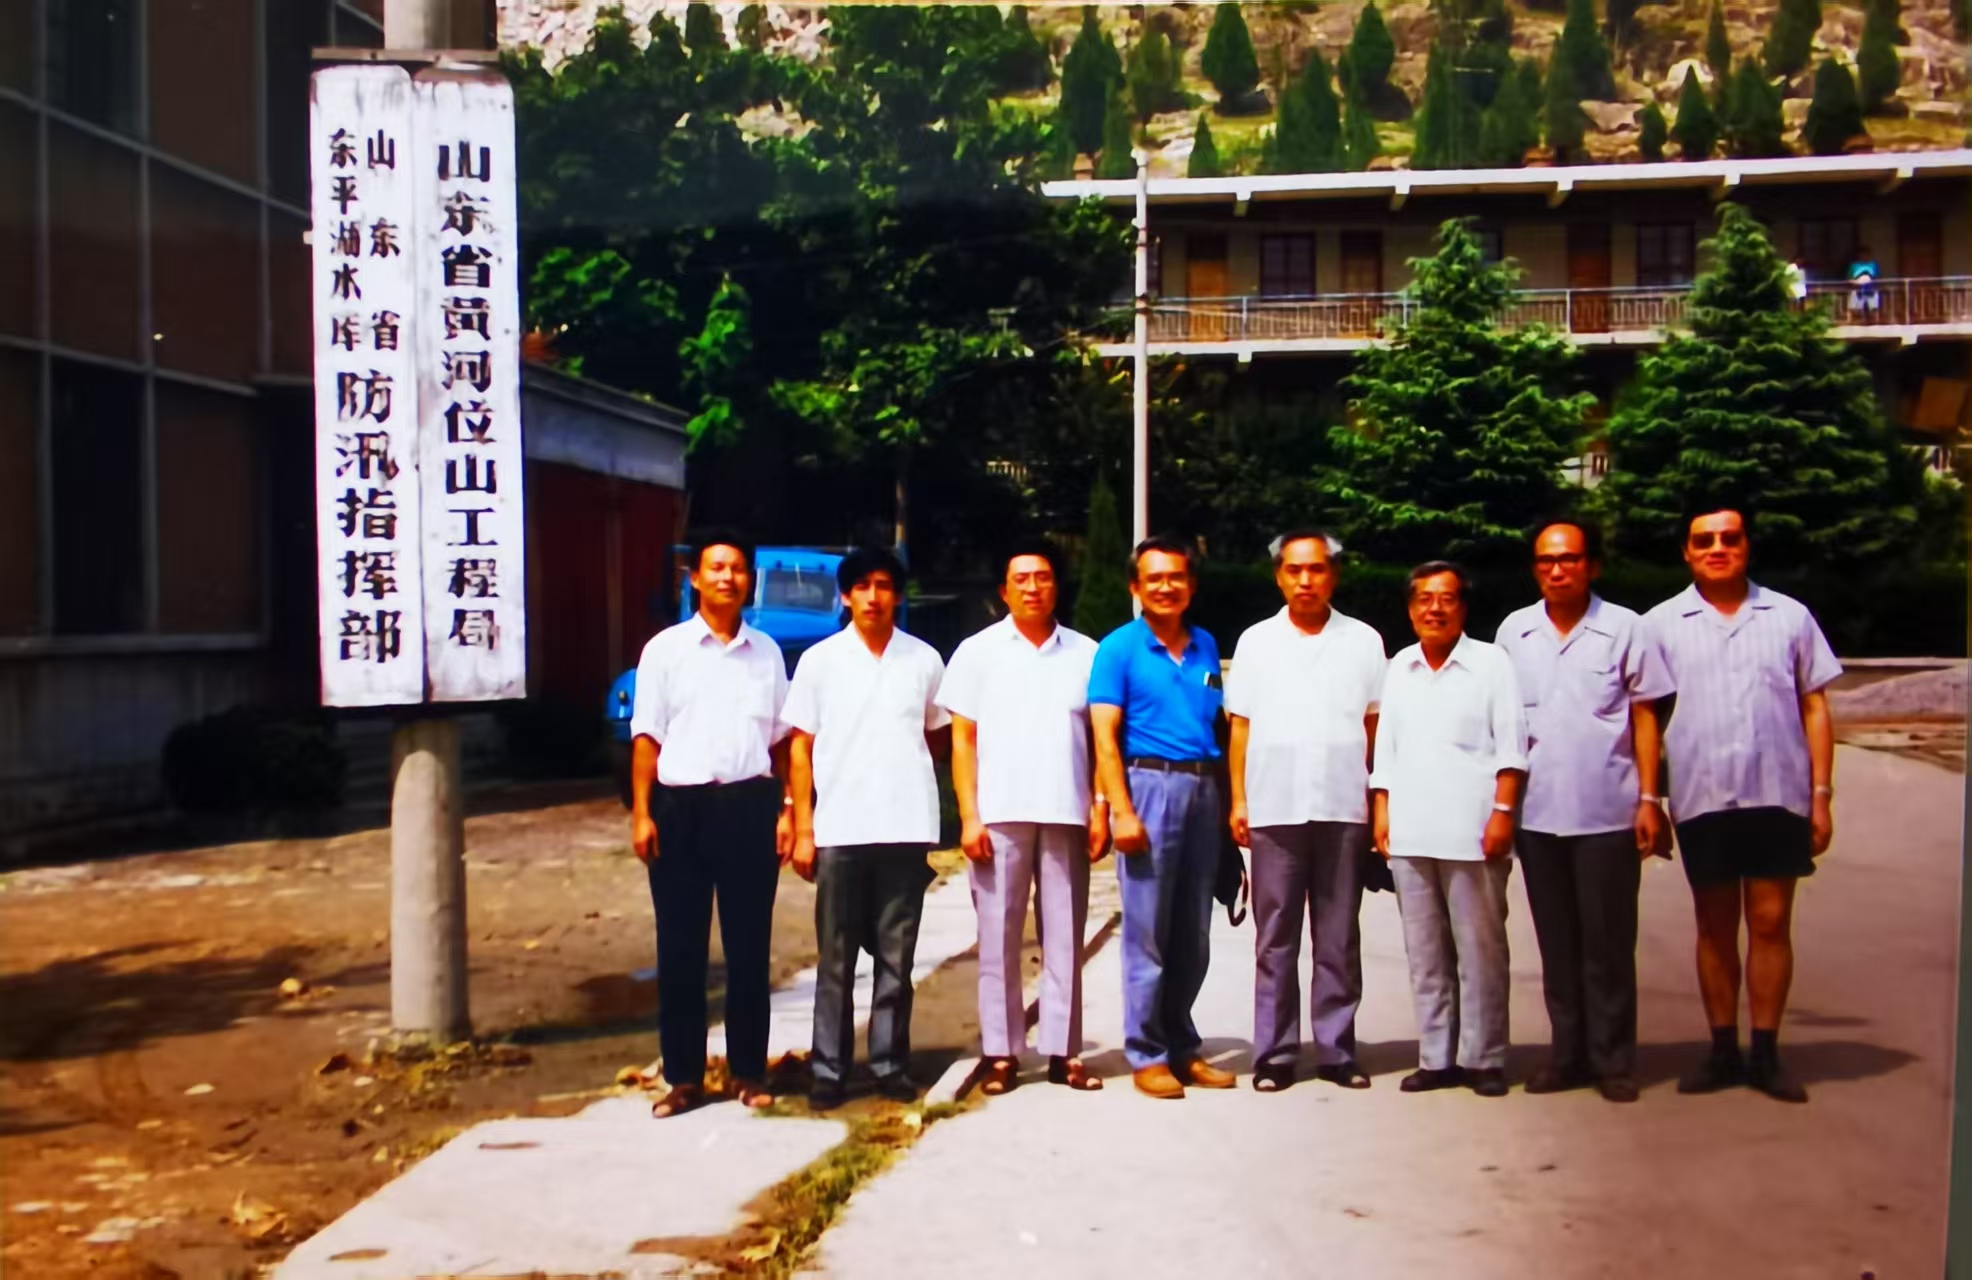 山东省黄河位山工程局
山东省
东平湖水库
防汛指挥部